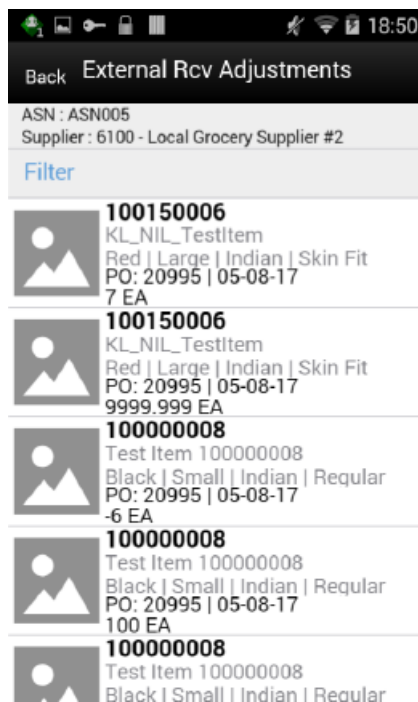 1
18:50
Back External Rcv Adjustments
ASN : ASN005
Supplier : 6100 - Local Grocery Supplier #2
Filter
100150006
KL_NIL_TestItem
Red | Large | Indian | Skin Fit
PO: 20995 | 05-08-17
7 EA
100150006
KL_NIL_TestItem
Red | Large | Indian | Skin Fit
PO: 20995 | 05-08-17
9999.999 EA
100000008
Test Item 100000008
Black | Small | Indian | Regular
PO: 20995 | 05-08-17
-6 EA
100000008
Test Item 100000008
Black | Small | Indian | Regular
PO: 20995 | 05-08-17
100 EA
100000008
Test Item 100000008
Black | Small | Indian | Regular